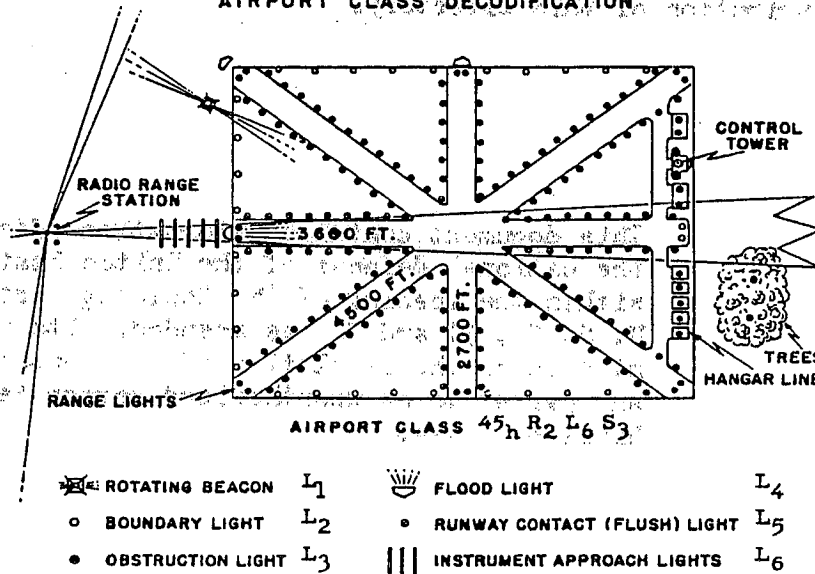 AIRPORT CLASS DECODIFICATION
CONTROL
TOWER
RADIO RANGE
STATION
3600 FT.
4500 FT.
2700 FT.
TREES
HANGAR LINE
RANGE LIGHTS
AIRPORT CLASS 45h R2 L6 S3
ROTATING BEACON L1
FLOOD LIGHT L4
BOUNDARY LIGHT L2
RUNWAY CONTACT (FLUSH) LIGHT L5
OBSTRUCTION LIGHT L3
INSTRUMENT APPROACH LIGHTS L6